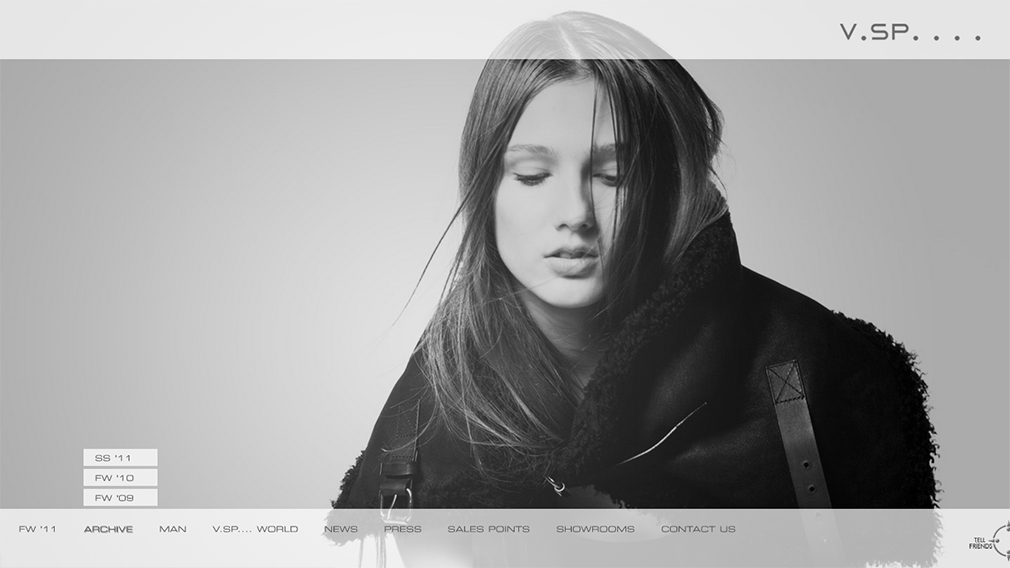 V.SP. . . .
SS '11
FW '10
FW '09
FW '11 ARCHIVE MAN V.SP.... WORLD NEWS PRESS SALES POINTS SHOWROOMS CONTACT US
TELL
FRIENDS